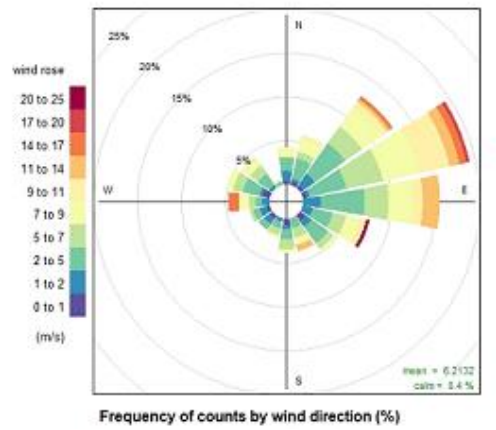 25%
N
20%
wind rose
20 to 25
15%
17 to 20
14 to 17
10%
11 to 14
5%
9 to 11
W
E
7 to 9
5 to 7
2 to 5
1 to 2
0 to 1
(m/s)
mean = 6.2132
S
calm = 8.4 %
Frequency of counts by wind direction (%)